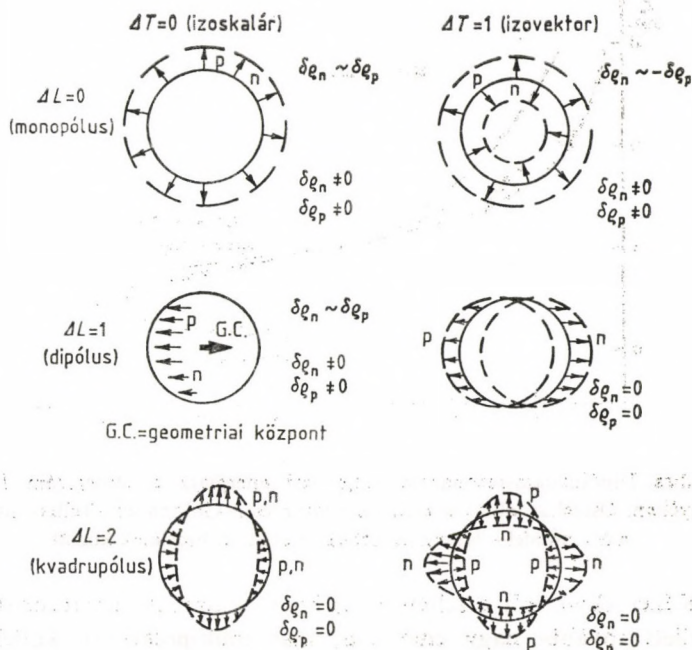 ΔT=0 (izoskalár)
ΔT=1 (izovektor)
ΔL=0
(monopólus)
p
n
δϱₙ ~ δϱₚ
δϱₙ ≠0
δϱₚ ≠0
p
n
δϱₙ ~ -δϱₚ
δϱₙ ≠0
δϱₚ ≠0
ΔL=1
(dipólus)
p
n
G.C.
δϱₙ ~ δϱₚ
δϱₙ ≠0
δϱₚ ≠0
p
n
δϱₙ =0
δϱₚ =0
G.C.=geometriai központ
ΔL=2
(kvadrupólus)
p,n
p,n
δϱₙ =0
δϱₚ =0
p
n
n
p
p
n
n
p
δϱₙ =0
δϱₚ =0